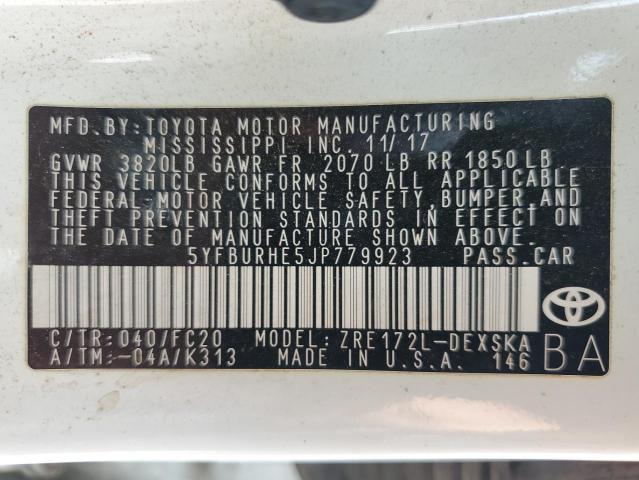 MFD. BY: TOYOTA MOTOR MANUFACTURING
MISSISSIPPI INC. 11/17
GVWR 3820LB GAWR FR 2070 LB RR 1850 LB
THIS VEHICLE CONFORMS TO ALL APPLICABLE
FEDERAL MOTOR VEHICLE SAFETY, BUMPER, AND
THEFT PREVENTION STANDARDS IN EFFECT ON
THE DATE OF MANUFACTURE SHOWN ABOVE.
5YFBURHE5JP779923 PASS. CAR
C/TR: 040/FC20 MODEL: ZRE172L-DEXSKA
A/TM: -04A/K313 MADE IN U.S.A. 146
BA
TOYOTA